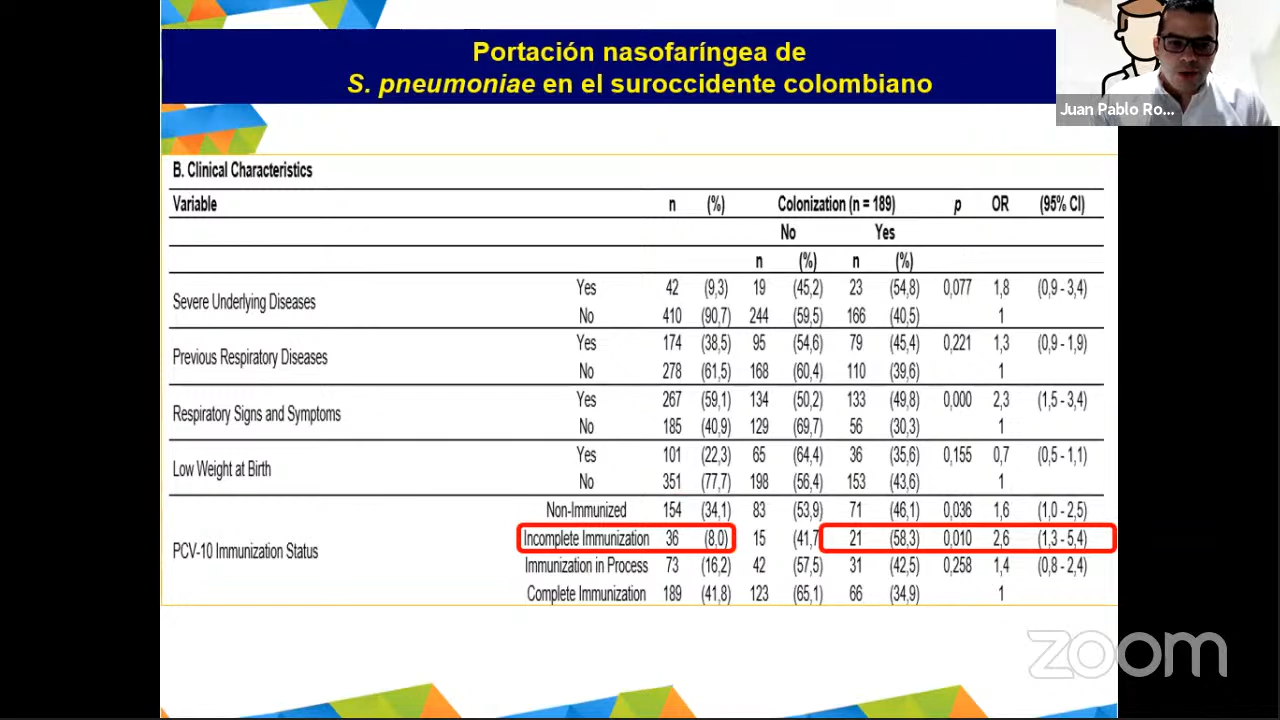 Portación nasofaríngea de
S. pneumoniae en el suroccidente colombiano
Juan Pablo Ro...
B. Clinical Characteristics
Variable n (%) Colonization (n = 189) p OR (95% CI)
No Yes
n (%) n (%)
Severe Underlying Diseases
Yes 42 (9,3) 19 (45,2) 23 (54,8) 0,077 1,8 (0,9 - 3,4)
No 410 (90,7) 244 (59,5) 166 (40,5) 1
Previous Respiratory Diseases
Yes 174 (38,5) 95 (54,6) 79 (45,4) 0,221 1,3 (0,9 - 1,9)
No 278 (61,5) 168 (60,4) 110 (39,6) 1
Respiratory Signs and Symptoms
Yes 267 (59,1) 134 (50,2) 133 (49,8) 0,000 2,3 (1,5 - 3,4)
No 185 (40,9) 129 (69,7) 56 (30,3) 1
Low Weight at Birth
Yes 101 (22,3) 65 (64,4) 36 (35,6) 0,155 0,7 (0,5 - 1,1)
No 351 (77,7) 198 (56,4) 153 (43,6) 1
PCV-10 Immunization Status
Non-Immunized 154 (34,1) 83 (53,9) 71 (46,1) 0,036 1,6 (1,0 - 2,5)
Incomplete Immunization 36 (8,0) 15 (41,7 21 (58,3) 0,010 2,6 (1,3 - 5,4)
Immunization in Process 73 (16,2) 42 (57,5) 31 (42,5) 0,258 1,4 (0,8 - 2,4)
Complete Immunization 189 (41,8) 123 (65,1) 66 (34,9) 1
zoom